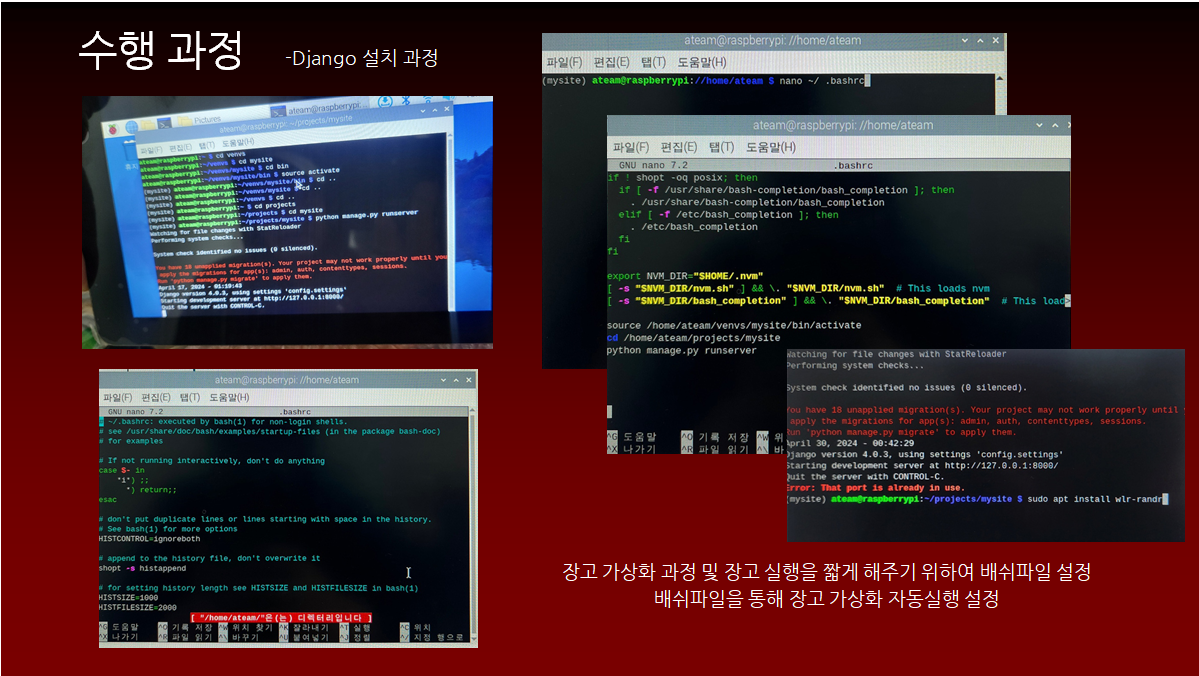 수행 과정
-Django 설치 과정
Pictures
ateam@raspberrypi:
ateam@raspberrypi: ~/projects/mysite
파일(F) 편집(E) 탭(T) 도움말(H)
ateam@raspberrypi:~ $ cd venvs
ateam@raspberrypi:~/venvs $ cd mysite
ateam@raspberrypi:~/venvs/mysite $ cd bin
ateam@raspberrypi:~/venvs/mysite/bin $ source activate
(mysite) ateam@raspberrypi:~/venvs/mysite/bin $ cd ..
(mysite) ateam@raspberrypi:~/venvs/mysite $ cd ..
(mysite) ateam@raspberrypi:~/venvs $ cd ..
(mysite) ateam@raspberrypi:~ $ cd projects
(mysite) ateam@raspberrypi:~/projects $ cd mysite
(mysite) ateam@raspberrypi:~/projects/mysite $ python manage.py runserver
Watching for file changes with StatReloader
Performing system checks...
System check identified no issues (0 silenced).
You have 18 unapplied migration(s). Your project may not work properly until you
apply the migrations for app(s): admin, auth, contenttypes, sessions.
Run 'python manage.py migrate' to apply them.
April 17, 2024 - 01:19:43
Django version 4.0.3, using settings 'config.settings'
Starting development server at http://127.0.0.1:8000/
Quit the server with CONTROL-C.
ateam@raspberrypi: //home/ateam
파일(F) 편집(E) 탭(T) 도움말(H)
GNU nano 7.2 .bashrc
~/.bashrc: executed by bash(1) for non-login shells.
# see /usr/share/doc/bash/examples/startup-files (in the package bash-doc)
# for examples
# If not running interactively, don't do anything
case $- in
*i*) ;;
*) return;;
esac
# don't put duplicate lines or lines starting with space in the history.
# See bash(1) for more options
HISTCONTROL=ignoreboth
# append to the history file, don't overwrite it
shopt -s histappend
# for setting history length see HISTSIZE and HISTFILESIZE in bash(1)
HISTSIZE=1000
HISTFILESIZE=2000
[ "/home/ateam/"은(는) 디렉터리입니다 ]
^G 도움말 ^O 기록 저장 ^W 위치 찾기 ^K 잘라내기 ^T 실행 ^C 위치
^X 나가기 ^R 파일 읽기 ^\ 바꾸기 ^U 붙여넣기 ^J 정렬 ^/ 지정 행으로
ateam@raspberrypi: //home/ateam
파일(F) 편집(E) 탭(T) 도움말(H)
(mysite) ateam@raspberrypi://home/ateam $ nano ~/ .bashrc
ateam@raspberrypi: //home/ateam
파일(F) 편집(E) 탭(T) 도움말(H)
GNU nano 7.2 .bashrc
if ! shopt -oq posix; then
if [ -f /usr/share/bash-completion/bash_completion ]; then
. /usr/share/bash-completion/bash_completion
elif [ -f /etc/bash_completion ]; then
. /etc/bash_completion
fi
fi
export NVM_DIR="$HOME/.nvm"
[ -s "$NVM_DIR/nvm.sh" ] && \. "$NVM_DIR/nvm.sh" # This loads nvm
[ -s "$NVM_DIR/bash_completion" ] && \. "$NVM_DIR/bash_completion" # This load>
source /home/ateam/venvs/mysite/bin/activate
cd /home/ateam/projects/mysite
python manage.py runserver
^G 도움말 ^O 기록 저장 ^W 위
^X 나가기 ^R 파일 읽기 ^\ 바
Watching for file changes with StatReloader
Performing system checks...
System check identified no issues (0 silenced).
You have 18 unapplied migration(s). Your project may not work properly until
apply the migrations for app(s): admin, auth, contenttypes, sessions.
Run 'python manage.py migrate' to apply them.
April 30, 2024 - 00:42:29
Django version 4.0.3, using settings 'config.settings'
Starting development server at http://127.0.0.1:8000/
Quit the server with CONTROL-C.
Error: That port is already in use.
(mysite) ateam@raspberrypi:~/projects/mysite $ sudo apt install wlr-randr
장고 가상화 과정 및 장고 실행을 짧게 해주기 위하여 배쉬파일 설정
배쉬파일을 통해 장고 가상화 자동실행 설정